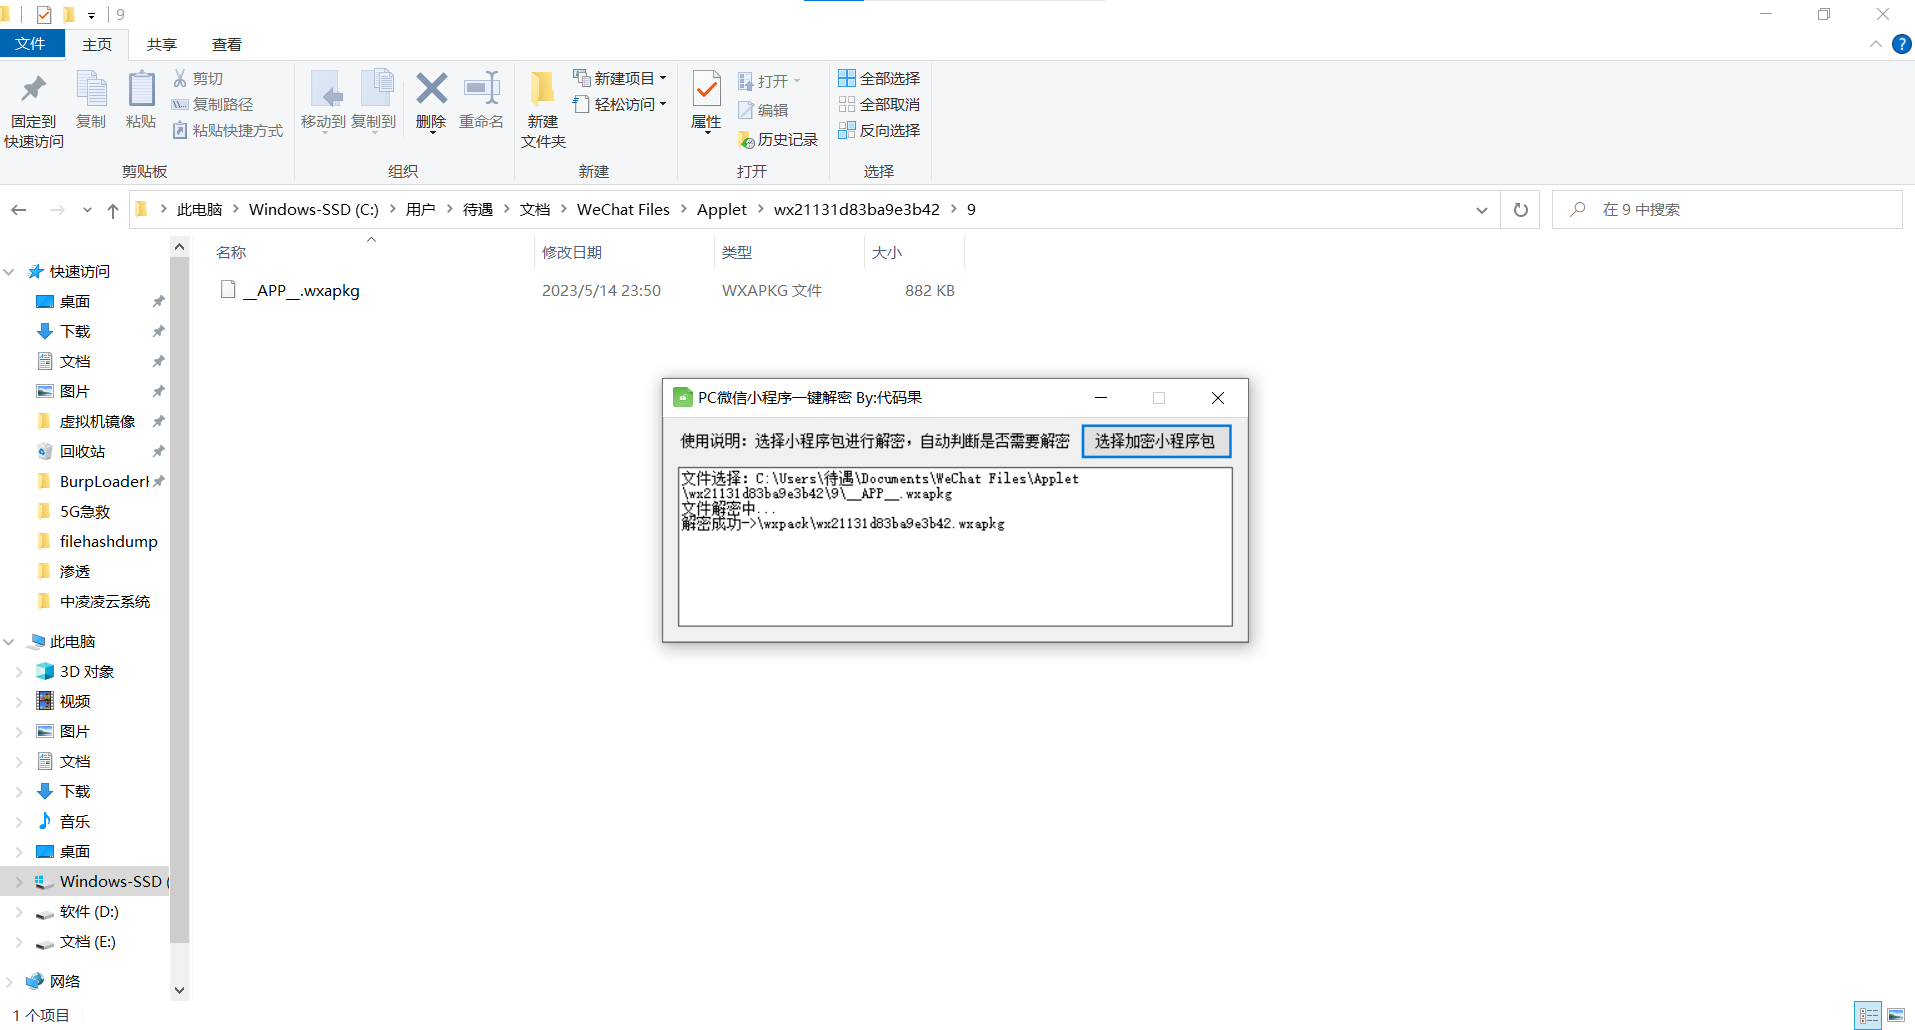 9
文件
主页
共享
查看
固定到
快速访问
复制
粘贴
剪切
复制路径
粘贴快捷方式
剪贴板
移动到
复制到
删除
重命名
组织
新建
文件夹
新建项目
轻松访问
新建
属性
打开
编辑
历史记录
打开
全部选择
全部取消
反向选择
选择
此电脑 > Windows-SSD (C:) > 用户 > 待遇 > 文档 > WeChat Files > Applet > wx21131d83ba9e3b42 > 9
在 9 中搜索
名称 修改日期 类型 大小
__APP__.wxapkg 2023/5/14 23:50 WXAPKG 文件 882 KB
快速访问
桌面
下载
文档
图片
虚拟机镜像
回收站
BurpLoaderK
5G急救
filehashdump
渗透
中凌凌云系统
此电脑
3D 对象
视频
图片
文档
下载
音乐
桌面
Windows-SSD (
软件 (D:)
文档 (E:)
网络
1 个项目
PC微信小程序一键解密 By:代码果
使用说明：选择小程序包进行解密，自动判断是否需要解密
选择加密小程序包
文件选择：C:\Users\待遇\Documents\WeChat Files\Applet
\wx21131d83ba9e3b42\9\__APP__.wxapkg
文件解密中...
解密成功->\wxpack\wx21131d83ba9e3b42.wxapkg